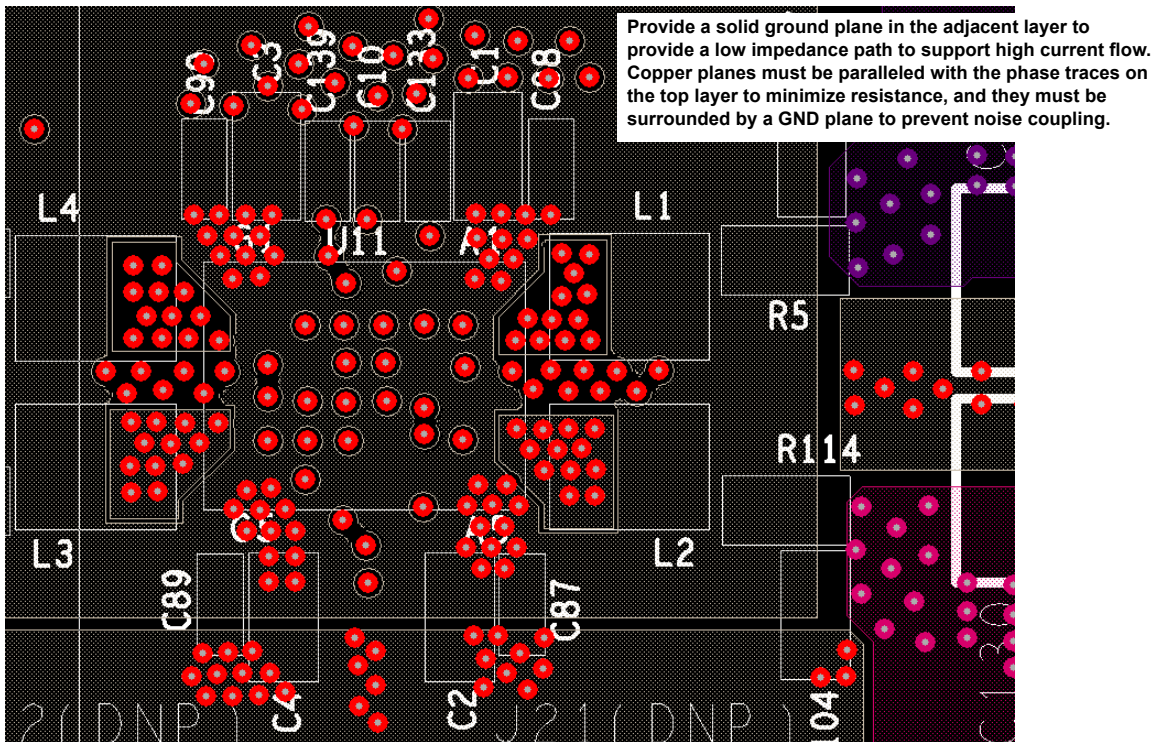 Provide a solid ground plane in the adjacent layer to
provide a low impedance path to support high current flow.
Copper planes must be paralleled with the phase traces on
the top layer to minimize resistance, and they must be
surrounded by a GND plane to prevent noise coupling.
C90
C3
C139
C10
C133
C1
C88
L4
U11
L1
R5
R114
L3
L2
C89
C87
C4
C2
2(DNP)
J21(DNP)
104